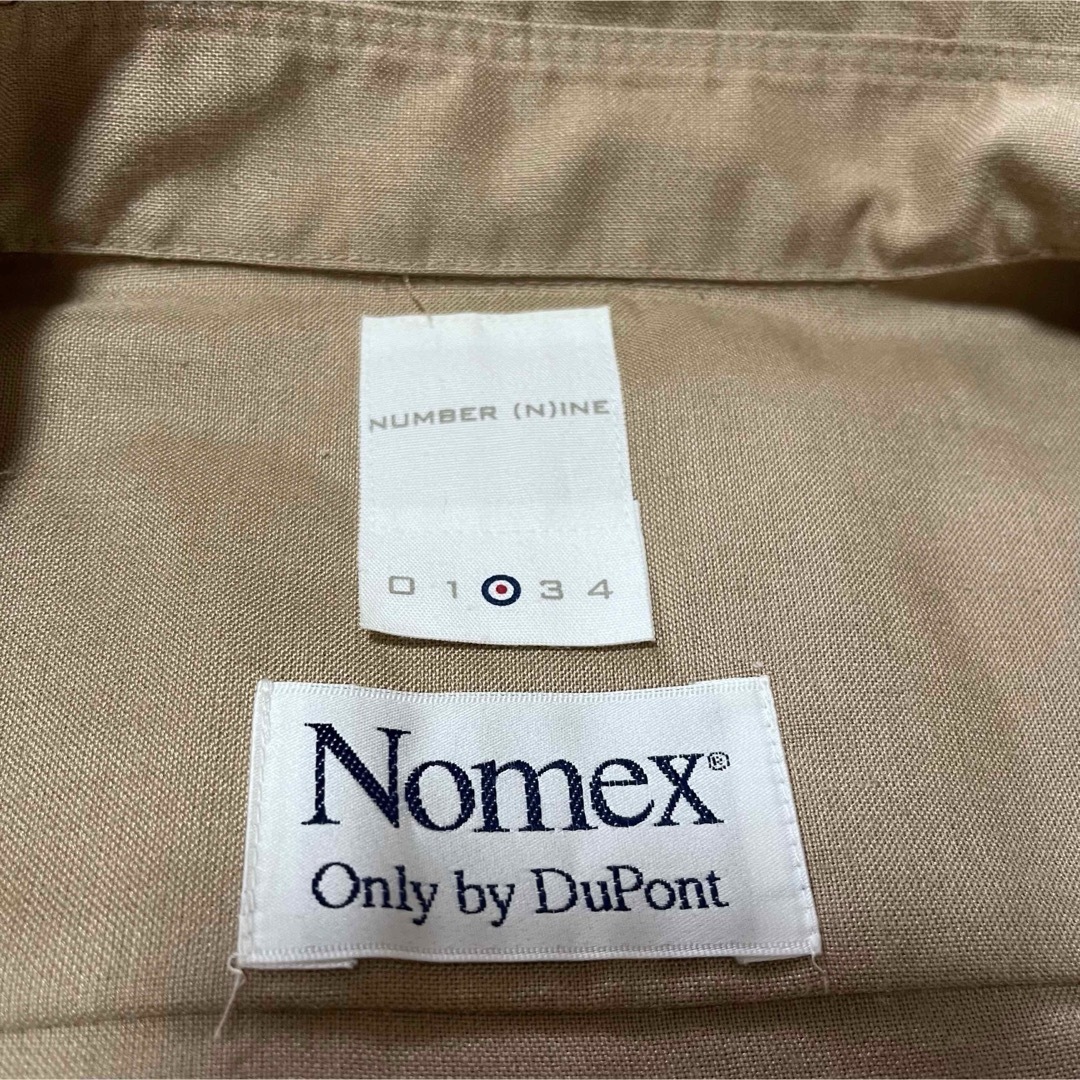 NUMBER (N)INE
0 1 3 4
Nomex®
Only by DuPont